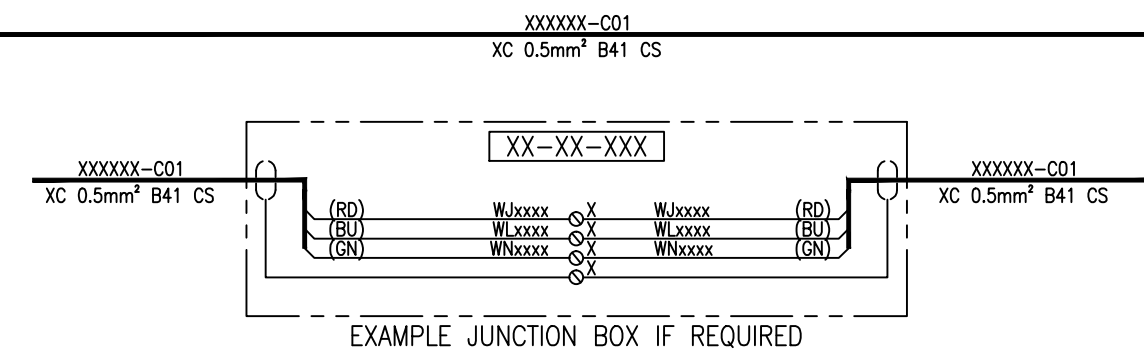 XXXXXX-C01
XC 0.5mm² B41 CS
XX-XX-XXX
XXXXXX-C01
XC 0.5mm² B41 CS
XXXXXX-C01
XC 0.5mm² B41 CS
(RD) WJxxxx X WJxxxx (RD)
(BU) WLxxxx X WLxxxx (BU)
(GN) WNxxxx X WNxxxx (GN)
X
EXAMPLE JUNCTION BOX IF REQUIRED